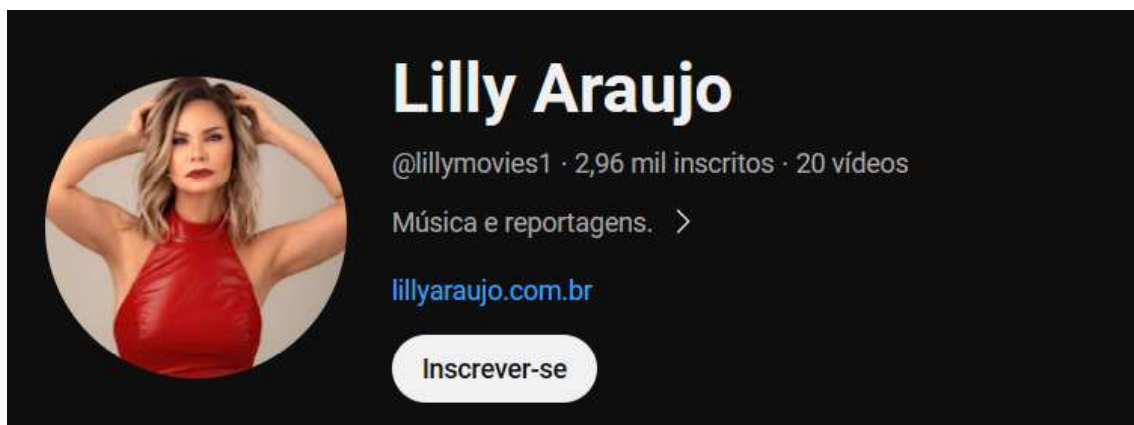 Lilly Araujo
@lillymovies1 · 2,96 mil inscritos · 20 vídeos
Música e reportagens.
lillyaraujo.com.br
Inscrever-se